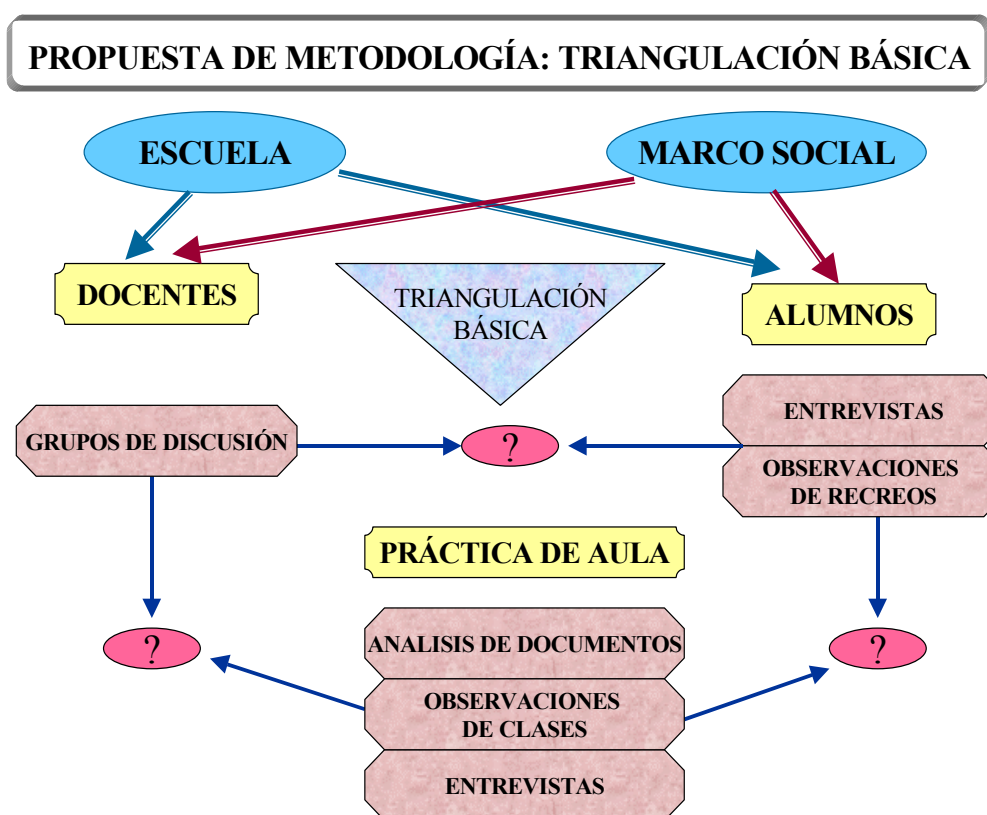 PROPUESTA DE METODOLOGÍA: TRIANGULACIÓN BÁSICA
ESCUELA
MARCO SOCIAL
DOCENTES
TRIANGULACIÓN
BÁSICA
ALUMNOS
GRUPOS DE DISCUSIÓN
?
ENTREVISTAS
OBSERVACIONES
DE RECREOS
PRÁCTICA DE AULA
?
ANALISIS DE DOCUMENTOS
OBSERVACIONES
DE CLASES
ENTREVISTAS
?